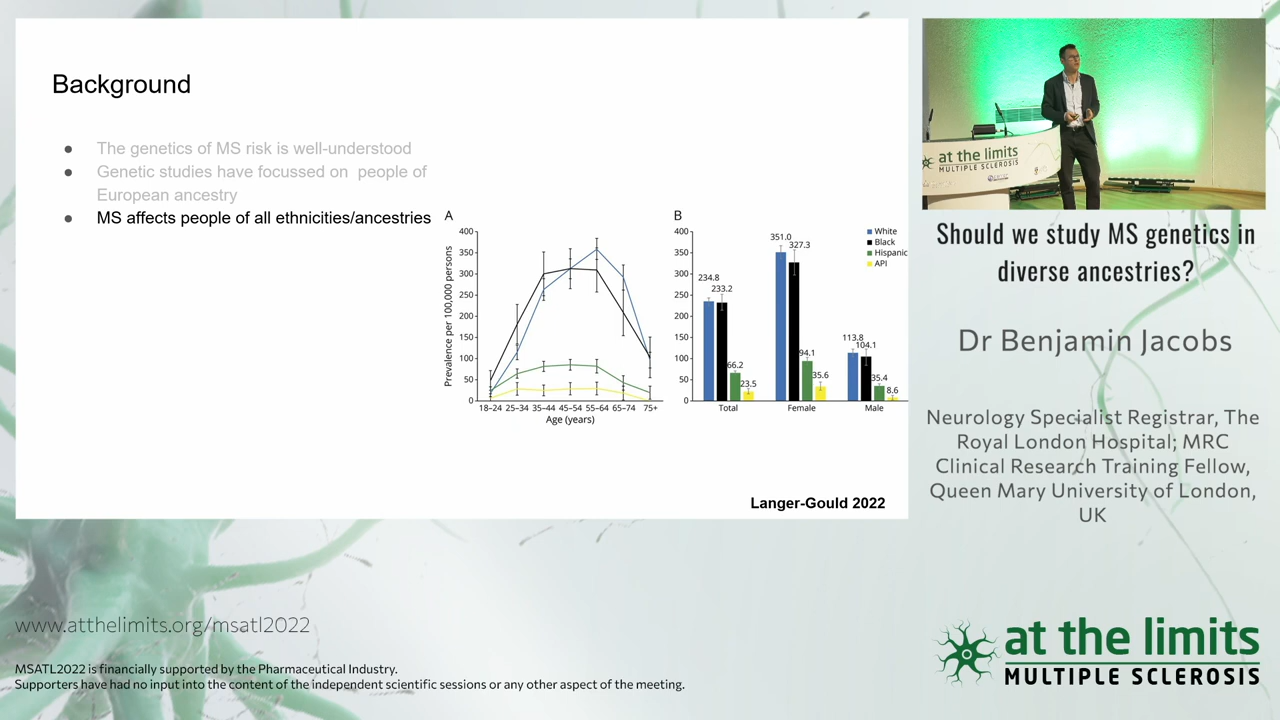 Background
The genetics of MS risk is well-understood
Genetic studies have focussed on people of
European ancestry
MS affects people of all ethnicities/ancestries
A
Prevalence per 100,000 persons
400
350
300
250
200
150
100
50
0
18–24 25–34 35–44 45–54 55–64 65–74 75+
Age (years)
B
400
350
300
250
200
150
100
50
0
234.8
233.2
66.2
23.5
351.0
327.3
94.1
35.6
113.8
104.1
35.4
8.6
Total Female Male
White
Black
Hispanic
API
Langer-Gould 2022
at the limits
MULTIPLE SCLEROSIS
Should we study MS genetics in
diverse ancestries?
Dr Benjamin Jacobs
Neurology Specialist Registrar, The
Royal London Hospital; MRC
Clinical Research Training Fellow,
Queen Mary University of London,
UK
www.atthelimits.org/msatl2022
MSATL2022 is financially supported by the Pharmaceutical Industry.
Supporters have had no input into the content of the independent scientific sessions or any other aspect of the meeting.
at the limits
MULTIPLE SCLEROSIS